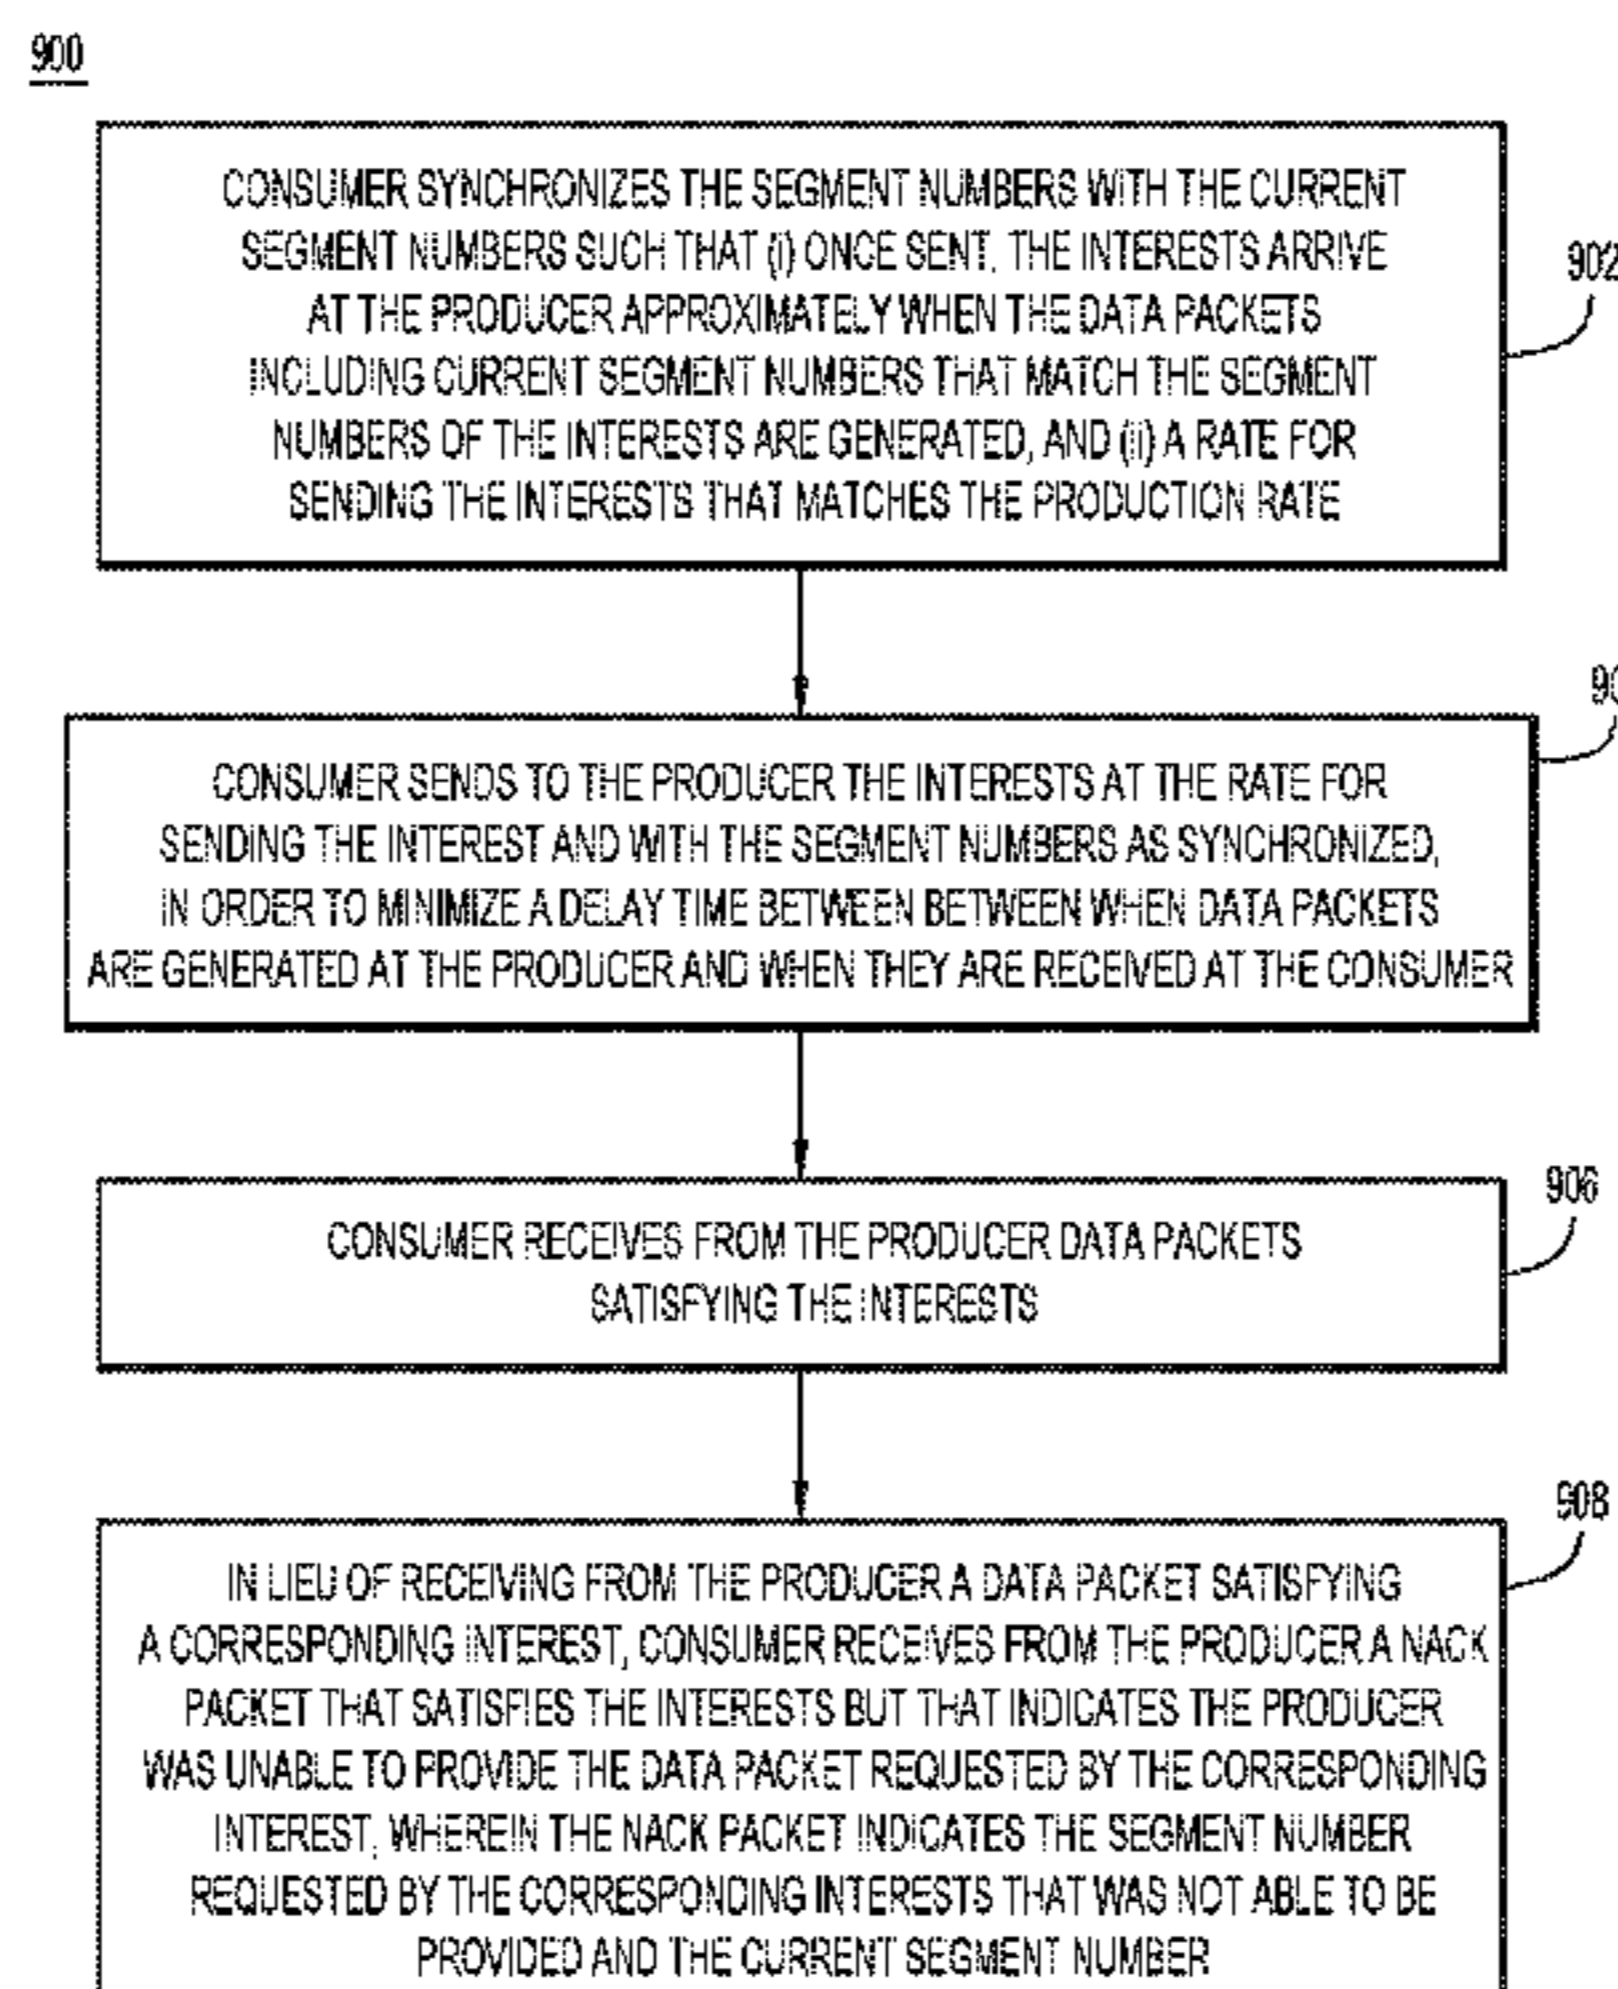 900
CONSUMER SYNCHRONIZES THE SEGMENT NUMBERS WITH THE CURRENT
SEGMENT NUMBERS SUCH THAT (i) ONCE SENT, THE INTERESTS ARRIVE
AT THE PRODUCER APPROXIMATELY WHEN THE DATA PACKETS
INCLUDING CURRENT SEGMENT NUMBERS THAT MATCH THE SEGMENT
NUMBERS OF THE INTERESTS ARE GENERATED, AND (ii) A RATE FOR
SENDING THE INTERESTS THAT MATCHES THE PRODUCTION RATE
902
CONSUMER SENDS TO THE PRODUCER THE INTERESTS AT THE RATE FOR
SENDING THE INTEREST AND WITH THE SEGMENT NUMBERS AS SYNCHRONIZED,
IN ORDER TO MINIMIZE A DELAY TIME BETWEEN BETWEEN WHEN DATA PACKETS
ARE GENERATED AT THE PRODUCER AND WHEN THEY ARE RECEIVED AT THE CONSUMER
CONSUMER RECEIVES FROM THE PRODUCER DATA PACKETS
SATISFYING THE INTERESTS
906
IN LIEU OF RECEIVING FROM THE PRODUCER A DATA PACKET SATISFYING
A CORRESPONDING INTEREST, CONSUMER RECEIVES FROM THE PRODUCER A NACK
PACKET THAT SATISFIES THE INTERESTS BUT THAT INDICATES THE PRODUCER
WAS UNABLE TO PROVIDE THE DATA PACKET REQUESTED BY THE CORRESPONDING
INTEREST, WHEREIN THE NACK PACKET INDICATES THE SEGMENT NUMBER
REQUESTED BY THE CORRESPONDING INTERESTS THAT WAS NOT ABLE TO BE
PROVIDED AND THE CURRENT SEGMENT NUMBER
908